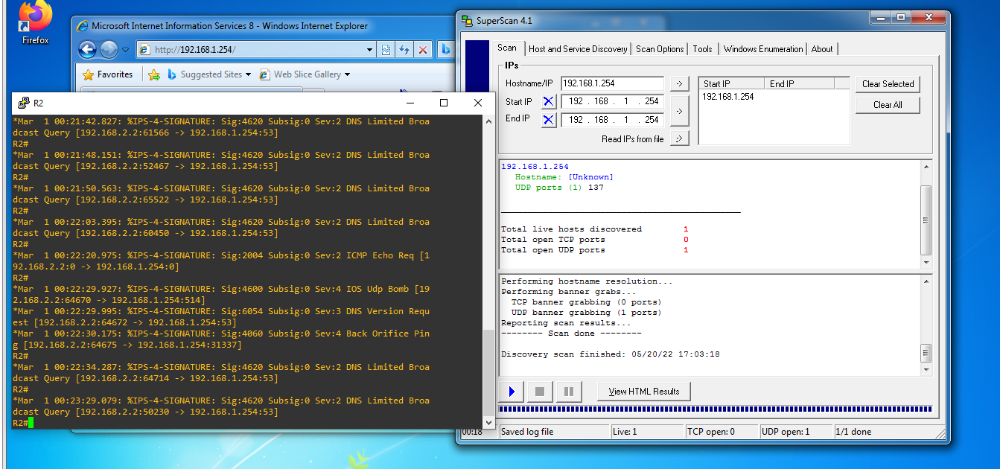 Firefox
Microsoft Internet Information Services 8 - Windows Internet Explorer
http://192.168.1.254/
Favorites
Suggested Sites
Web Slice Gallery
R2
*Mar  1 00:21:42.827: %IPS-4-SIGNATURE: Sig:4620 Subsig:0 Sev:2 DNS Limited Broa
dcast Query [192.168.2.2:61566 -> 192.168.1.254:53]
R2#
*Mar  1 00:21:48.151: %IPS-4-SIGNATURE: Sig:4620 Subsig:0 Sev:2 DNS Limited Broa
dcast Query [192.168.2.2:52467 -> 192.168.1.254:53]
R2#
*Mar  1 00:21:50.563: %IPS-4-SIGNATURE: Sig:4620 Subsig:0 Sev:2 DNS Limited Broa
dcast Query [192.168.2.2:65522 -> 192.168.1.254:53]
R2#
*Mar  1 00:22:03.395: %IPS-4-SIGNATURE: Sig:4620 Subsig:0 Sev:2 DNS Limited Broa
dcast Query [192.168.2.2:60450 -> 192.168.1.254:53]
R2#
*Mar  1 00:22:20.975: %IPS-4-SIGNATURE: Sig:2004 Subsig:0 Sev:2 ICMP Echo Req [1
92.168.2.2:0 -> 192.168.1.254:0]
R2#
*Mar  1 00:22:29.927: %IPS-4-SIGNATURE: Sig:4600 Subsig:0 Sev:4 IOS Udp Bomb [19
2.168.2.2:64670 -> 192.168.1.254:514]
*Mar  1 00:22:29.995: %IPS-4-SIGNATURE: Sig:6054 Subsig:0 Sev:3 DNS Version Requ
est [192.168.2.2:64672 -> 192.168.1.254:53]
*Mar  1 00:22:30.175: %IPS-4-SIGNATURE: Sig:4060 Subsig:0 Sev:4 Back Orifice Pin
g [192.168.2.2:64675 -> 192.168.1.254:31337]
R2#
*Mar  1 00:22:34.287: %IPS-4-SIGNATURE: Sig:4620 Subsig:0 Sev:2 DNS Limited Broa
dcast Query [192.168.2.2:64714 -> 192.168.1.254:53]
R2#
*Mar  1 00:23:29.079: %IPS-4-SIGNATURE: Sig:4620 Subsig:0 Sev:2 DNS Limited Broa
dcast Query [192.168.2.2:50230 -> 192.168.1.254:53]
R2#
SuperScan 4.1
Scan
Host and Service Discovery
Scan Options
Tools
Windows Enumeration
About
IPs
Hostname/IP
192.168.1.254
->
Start IP
X
192 . 168 . 1 . 254
End IP
X
192 . 168 . 1 . 254
->
Read IPs from file
->
Start IP
End IP
192.168.1.254
Clear Selected
Clear All
192.168.1.254
Hostname: [Unknown]
UDP ports (1) 137
Total live hosts discovered 1
Total open TCP ports 0
Total open UDP ports 1
Performing hostname resolution...
Performing banner grabs...
TCP banner grabbing (0 ports)
UDP banner grabbing (1 ports)
Reporting scan results...
-------- Scan done --------
Discovery scan finished: 05/20/22 17:03:18
View HTML Results
00:18
Saved log file
Live: 1
TCP open: 0
UDP open: 1
1/1 done